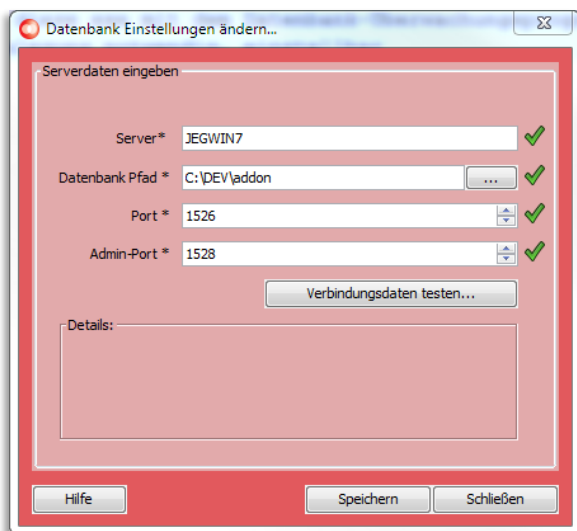 Datenbank Einstellungen ändern...
Serverdaten eingeben
Server* JEGWIN7
Datenbank Pfad * C:\DEV\addon ...
Port * 1526
Admin-Port * 1528
Verbindungsdaten testen...
Details:
Hilfe Speichern Schließen